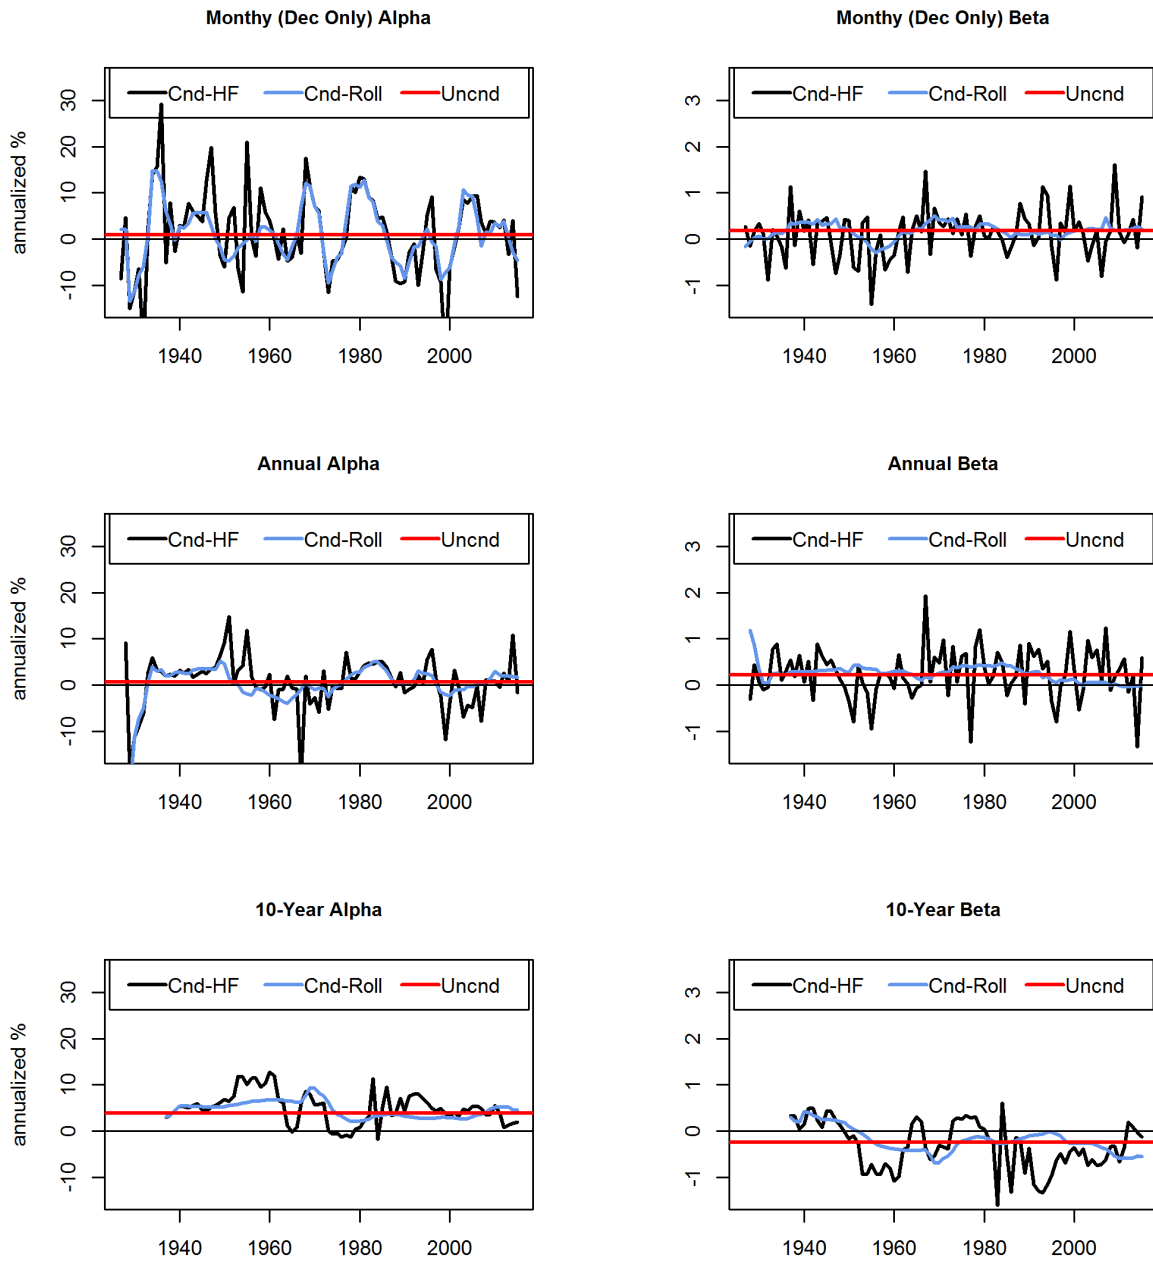 Monthy (Dec Only) Alpha
annualized %
30
20
10
0
-10
Cnd-HF Cnd-Roll Uncnd
1940 1960 1980 2000
Monthy (Dec Only) Beta
3
2
1
0
-1
Cnd-HF Cnd-Roll Uncnd
1940 1960 1980 2000
Annual Alpha
annualized %
30
20
10
0
-10
Cnd-HF Cnd-Roll Uncnd
1940 1960 1980 2000
Annual Beta
3
2
1
0
-1
Cnd-HF Cnd-Roll Uncnd
1940 1960 1980 2000
10-Year Alpha
annualized %
30
20
10
0
-10
Cnd-HF Cnd-Roll Uncnd
1940 1960 1980 2000
10-Year Beta
3
2
1
0
-1
Cnd-HF Cnd-Roll Uncnd
1940 1960 1980 2000